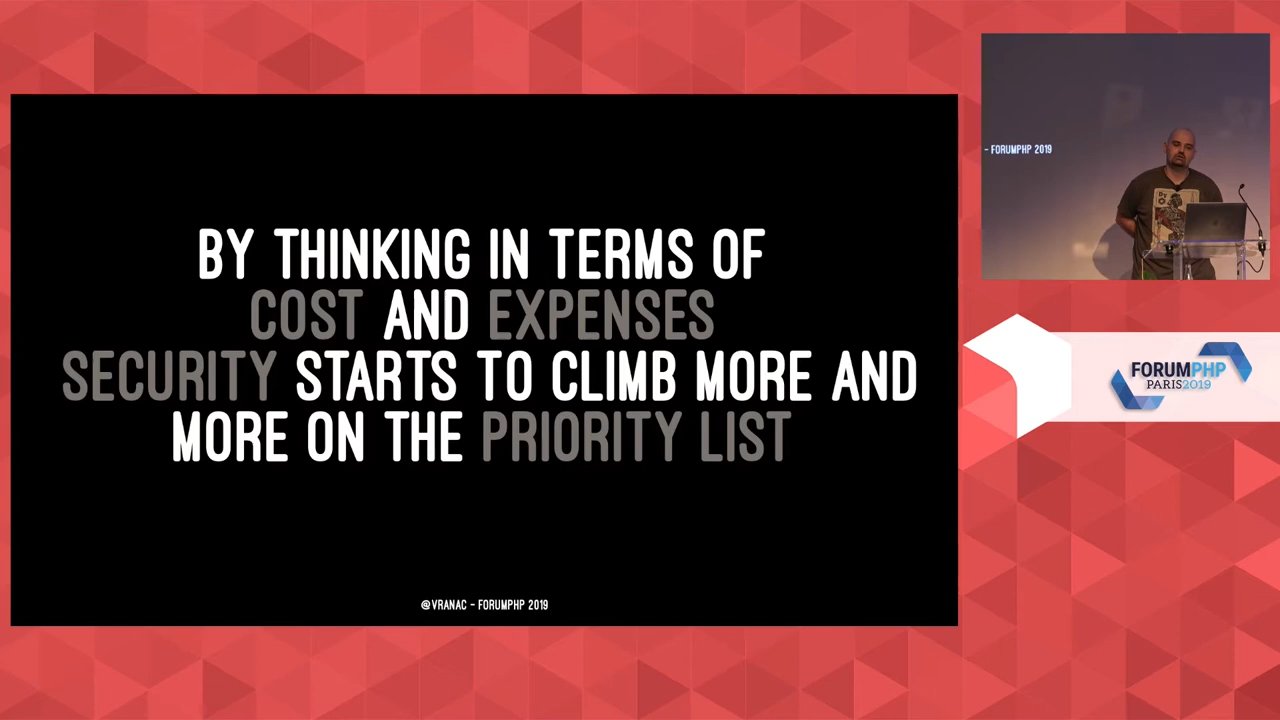 BY THINKING IN TERMS OF
COST AND EXPENSES
SECURITY STARTS TO CLIMB MORE AND
MORE ON THE PRIORITY LIST
@VRANAC - FORUMPHP 2019
- FORUMPHP 2019
FORUMPHP
PARIS2019